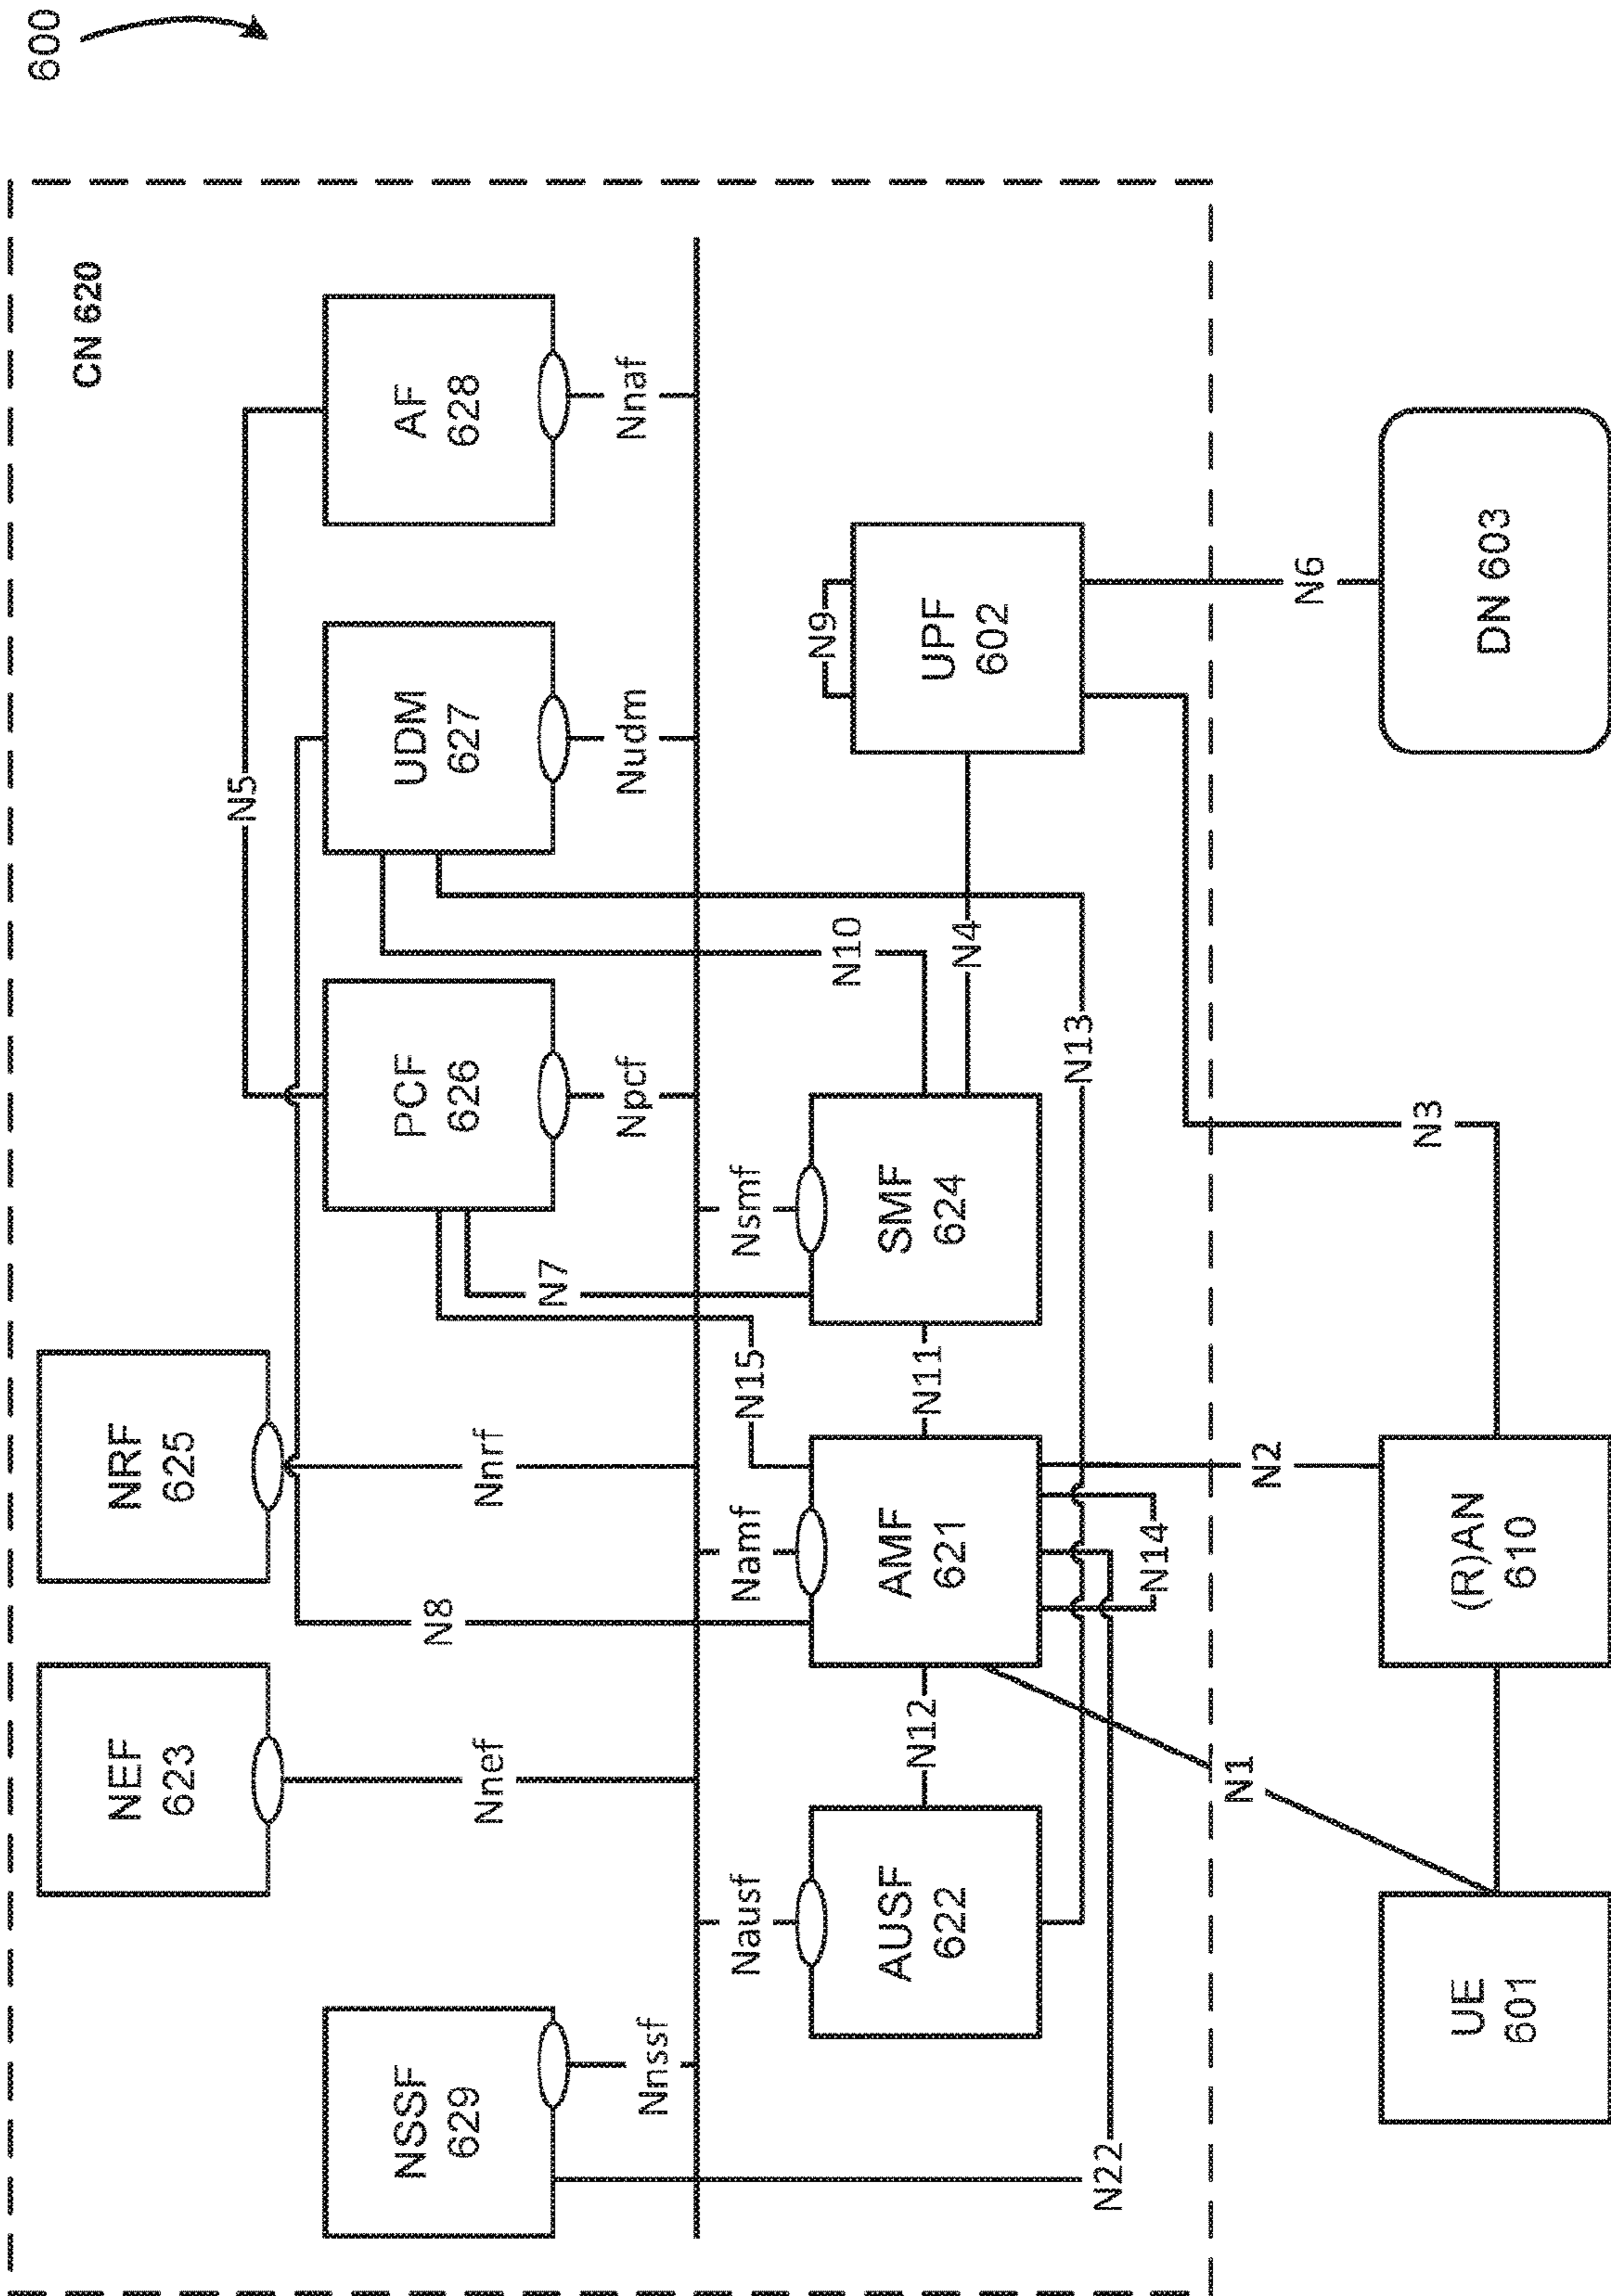 600
CN 620
NEF
623
NRF
625
N5
NSSF
629
PCF
626
UDM
627
AF
628
N8
Nnef
Nnrf
N7
Nnssf
Npcf
Nudm
Nnaf
Nausf
Namf
N15
Nsmf
N10
N9
AUSF
622
N12
AMF
621
N11
SMF
624
N4
UPF
602
N13
N22
N14
N1
N2
N6
N3
UE
601
(R)AN
610
DN 603